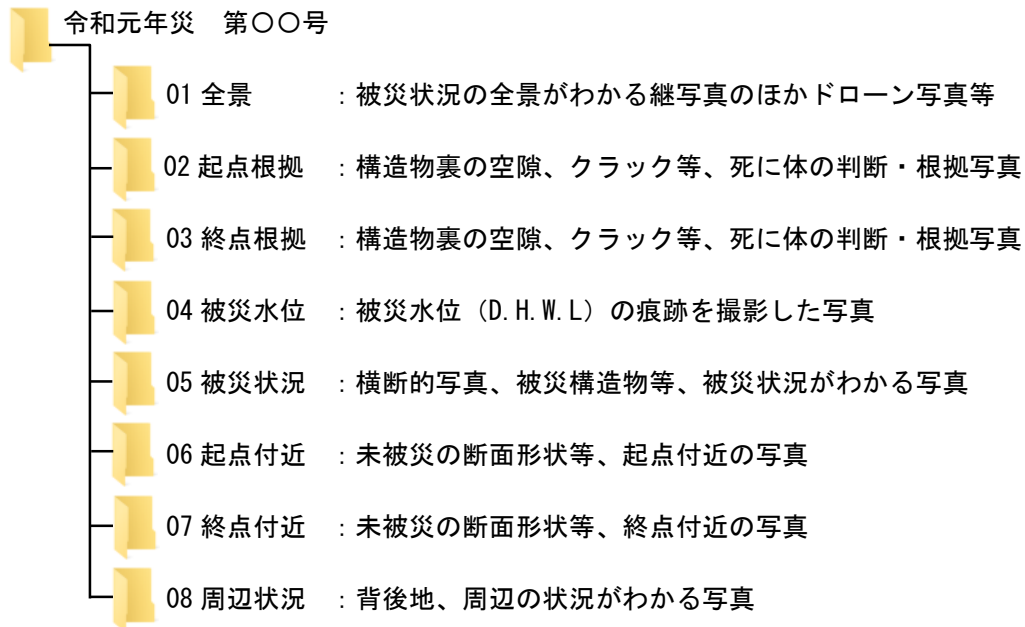 令和元年災　第〇〇号
01 全景　　　：被災状況の全景がわかる継写真のほかドローン写真等
02 起点根拠　：構造物裏の空隙、クラック等、死に体の判断・根拠写真
03 終点根拠　：構造物裏の空隙、クラック等、死に体の判断・根拠写真
04 被災水位　：被災水位（D.H.W.L）の痕跡を撮影した写真
05 被災状況　：横断的写真、被災構造物等、被災状況がわかる写真
06 起点付近　：未被災の断面形状等、起点付近の写真
07 終点付近　：未被災の断面形状等、終点付近の写真
08 周辺状況　：背後地、周辺の状況がわかる写真